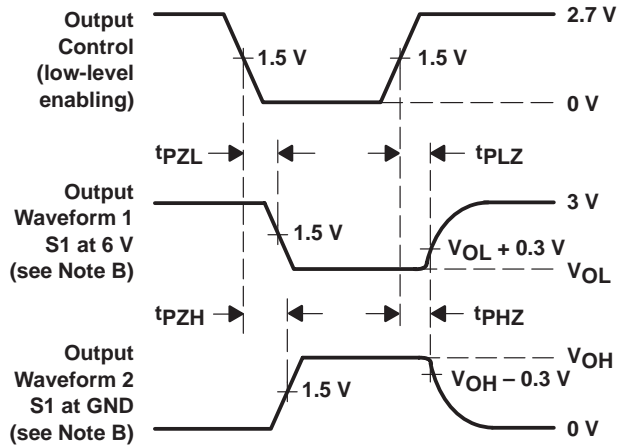 Output
Control
(low-level
enabling)
1.5 V
1.5 V
2.7 V
0 V
tPZL
tPLZ
Output
Waveform 1
S1 at 6 V
(see Note B)
1.5 V
3 V
VOL + 0.3 V
VOL
tPZH
tPHZ
Output
Waveform 2
S1 at GND
(see Note B)
1.5 V
VOH
VOH – 0.3 V
0 V